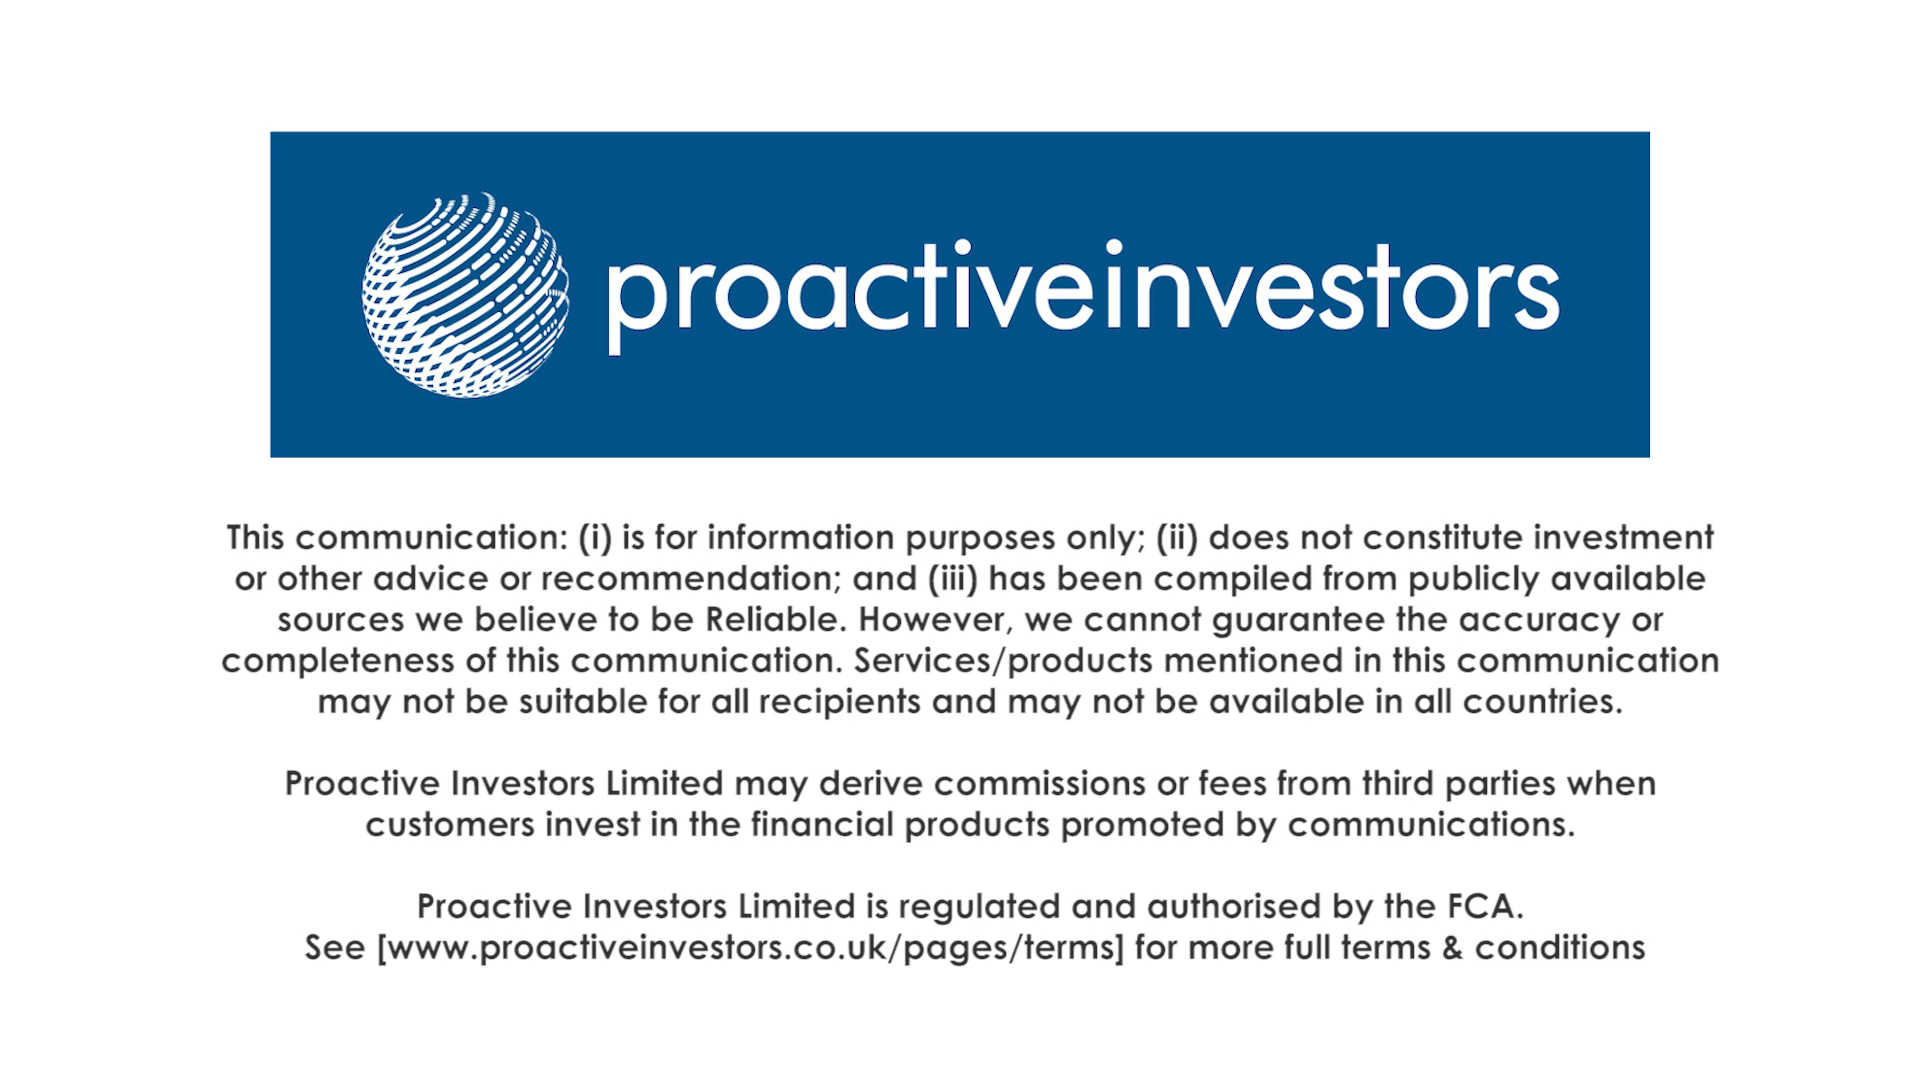 proactiveinvestors
This communication: (i) is for information purposes only; (ii) does not constitute investment
or other advice or recommendation; and (iii) has been compiled from publicly available
sources we believe to be Reliable. However, we cannot guarantee the accuracy or
completeness of this communication. Services/products mentioned in this communication
may not be suitable for all recipients and may not be available in all countries.
Proactive Investors Limited may derive commissions or fees from third parties when
customers invest in the financial products promoted by communications.
Proactive Investors Limited is regulated and authorised by the FCA.
See [www.proactiveinvestors.co.uk/pages/terms] for more full terms & conditions